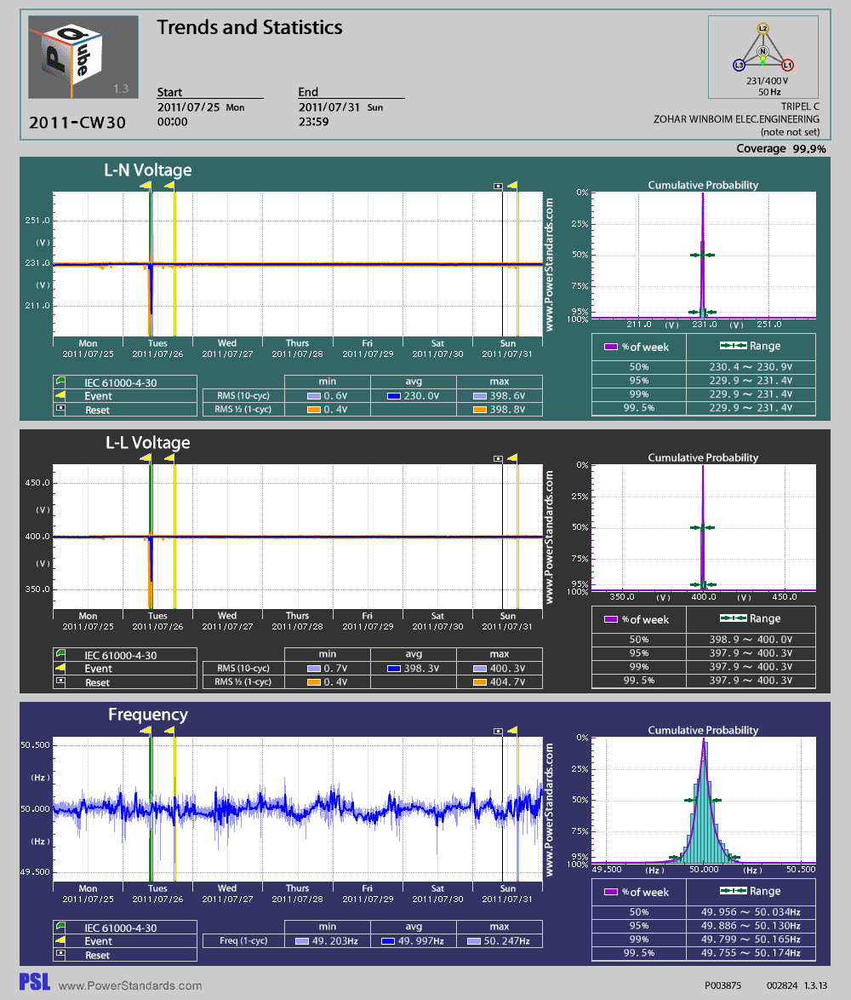 Trends and Statistics
PQube
1.3
2011-CW30
Start
2011/07/25 Mon
00:00
End
2011/07/31 Sun
23:59
L2
N
L3
L1
231/400V
50 Hz
TRIPEL C
ZOHAR WINBOIM ELEC.ENGINEERING
(note not set)
Coverage 99.9%
L-N Voltage
251.0
(V)
231.0
(V)
211.0
Mon Tues Wed Thurs Fri Sat Sun
2011/07/25 2011/07/26 2011/07/27 2011/07/28 2011/07/29 2011/07/30 2011/07/31
www.PowerStandards.com
IEC 61000-4-30
Event
Reset
min avg max
RMS (10-cyc) 0.6V 230.0V 398.6V
RMS ½ (1-cyc) 0.4V 398.8V
Cumulative Probability
0%
25%
50%
75%
95%
100%
211.0 (V) 231.0 (V) 251.0
% of week Range
50% 230.4 ~ 230.9V
95% 229.9 ~ 231.4V
99% 229.9 ~ 231.4V
99.5% 229.9 ~ 231.4V
L-L Voltage
450.0
(V)
400.0
(V)
350.0
Mon Tues Wed Thurs Fri Sat Sun
2011/07/25 2011/07/26 2011/07/27 2011/07/28 2011/07/29 2011/07/30 2011/07/31
www.PowerStandards.com
IEC 61000-4-30
Event
Reset
min avg max
RMS (10-cyc) 0.7V 398.3V 400.3V
RMS ½ (1-cyc) 0.4V 404.7V
Cumulative Probability
0%
25%
50%
75%
95%
100%
350.0 (V) 400.0 (V) 450.0
% of week Range
50% 398.9 ~ 400.0V
95% 397.9 ~ 400.3V
99% 397.9 ~ 400.3V
99.5% 397.9 ~ 400.3V
Frequency
50.500
(Hz)
50.000
(Hz)
49.500
Mon Tues Wed Thurs Fri Sat Sun
2011/07/25 2011/07/26 2011/07/27 2011/07/28 2011/07/29 2011/07/30 2011/07/31
www.PowerStandards.com
IEC 61000-4-30
Event
Reset
min avg max
Freq (1-cyc) 49.203Hz 49.997Hz 50.247Hz
Cumulative Probability
0%
25%
50%
75%
95%
100%
49.500 (Hz) 50.000 (Hz) 50.500
% of week Range
50% 49.956 ~ 50.034Hz
95% 49.886 ~ 50.130Hz
99% 49.799 ~ 50.165Hz
99.5% 49.755 ~ 50.174Hz
PSL www.PowerStandards.com
P003875 002824 1.3.13